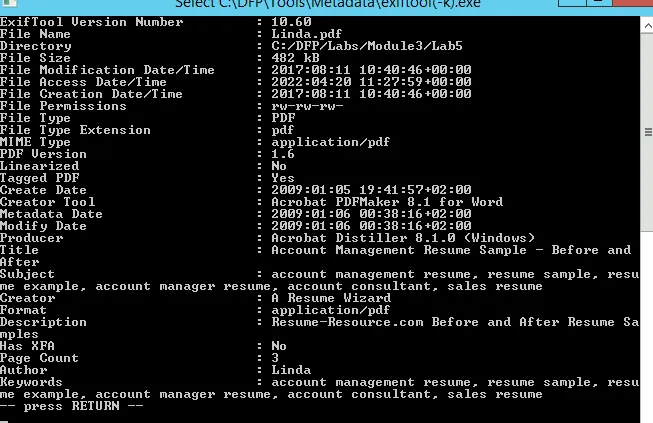 Select C:\DFP\Tools\Metadata\exiftool(-k).exe
ExifTool Version Number : 10.60
File Name : Linda.pdf
Directory : C:/DFP/Labs/Module3/Lab5
File Size : 482 kB
File Modification Date/Time : 2017:08:11 10:40:46+00:00
File Access Date/Time : 2022:04:20 11:27:59+00:00
File Creation Date/Time : 2017:08:11 10:40:46+00:00
File Permissions : rw-rw-rw-
File Type : PDF
File Type Extension : pdf
MIME Type : application/pdf
PDF Version : 1.6
Linearized : No
Tagged PDF : Yes
Create Date : 2009:01:05 19:41:57+02:00
Creator Tool : Acrobat PDFMaker 8.1 for Word
Metadata Date : 2009:01:06 00:38:16+02:00
Modify Date : 2009:01:06 00:38:16+02:00
Producer : Acrobat Distiller 8.1.0 (Windows)
Title : Account Management Resume Sample - Before and
After
Subject : account management resume, resume sample, resu
me example, account manager resume, account consultant, sales resume
Creator : A Resume Wizard
Format : application/pdf
Description : Resume-Resource.com Before and After Resume Sa
mples
Has XFA : No
Page Count : 3
Author : Linda
Keywords : account management resume, resume sample, resu
me example, account manager resume, account consultant, sales resume
-- press RETURN --